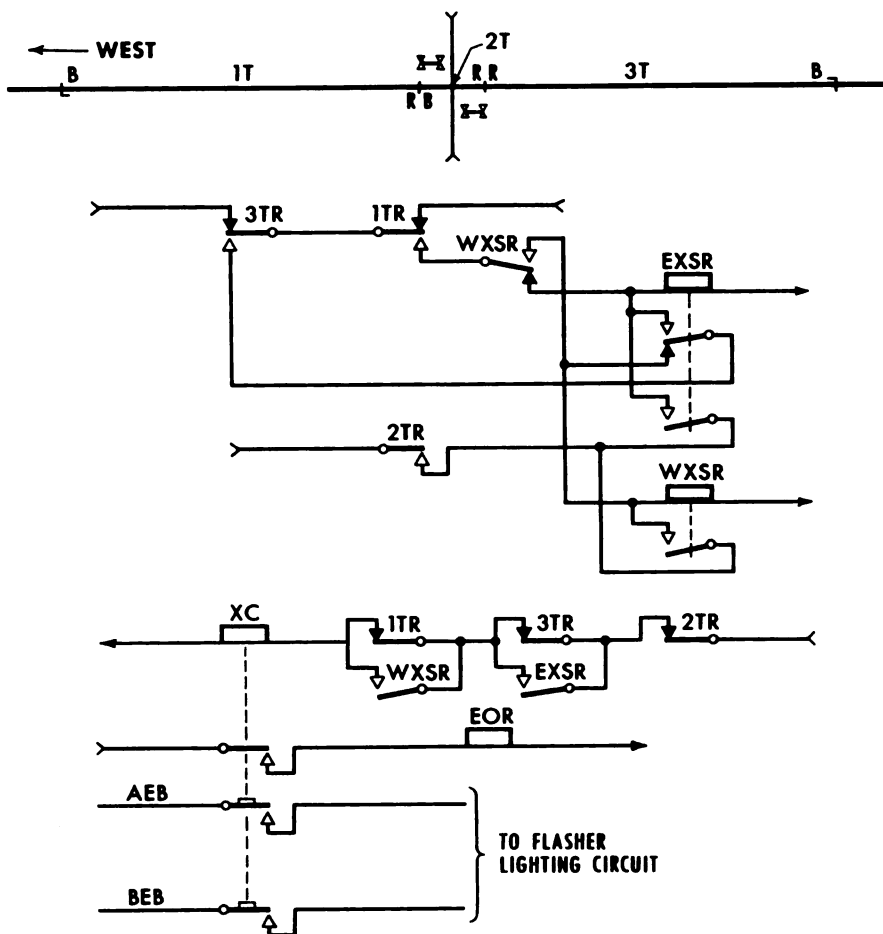 WEST
2T
B 1T R R 3T B
R B
3TR 1TR
WXSR
EXSR
2TR
WXSR
XC
1TR 3TR 2TR
WXSR EXSR
EOR
AEB
TO FLASHER
LIGHTING CIRCUIT
BEB